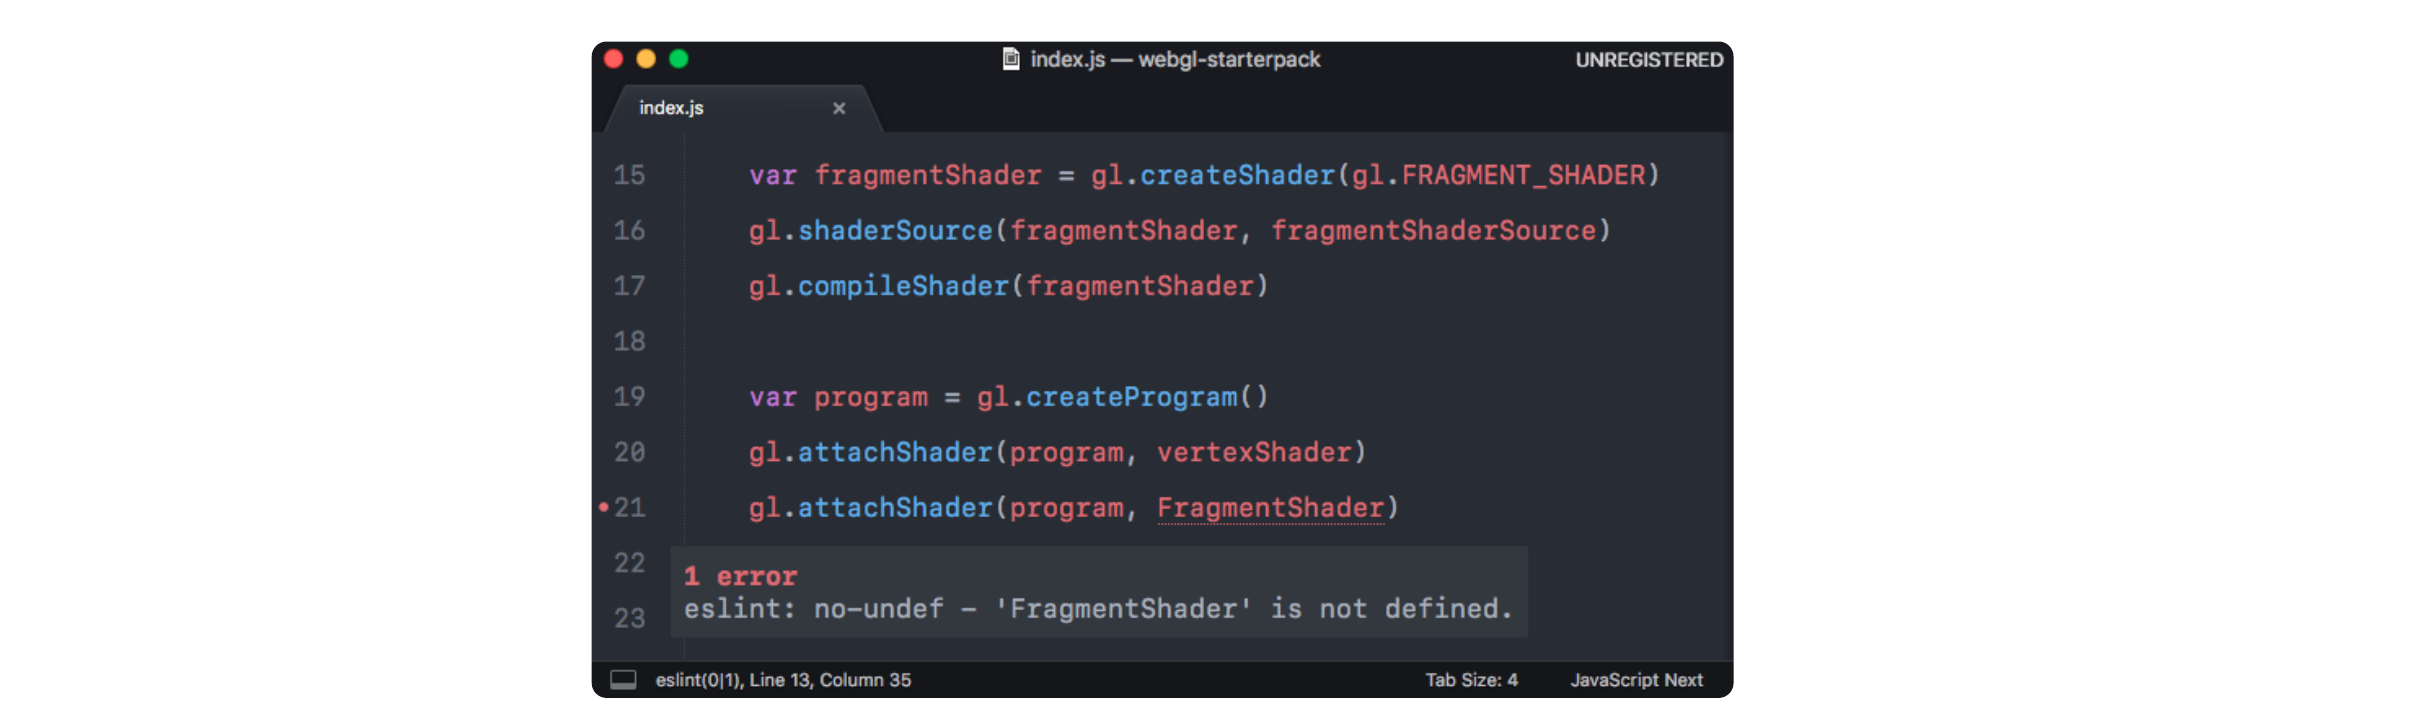 index.js — webgl-starterpack
UNREGISTERED
index.js ×
15 var fragmentShader = gl.createShader(gl.FRAGMENT_SHADER)
16 gl.shaderSource(fragmentShader, fragmentShaderSource)
17 gl.compileShader(fragmentShader)
18
19 var program = gl.createProgram()
20 gl.attachShader(program, vertexShader)
21 gl.attachShader(program, FragmentShader)
22
1 error
eslint: no-undef – 'FragmentShader' is not defined.
23
eslint(0|1), Line 13, Column 35
Tab Size: 4
JavaScript Next